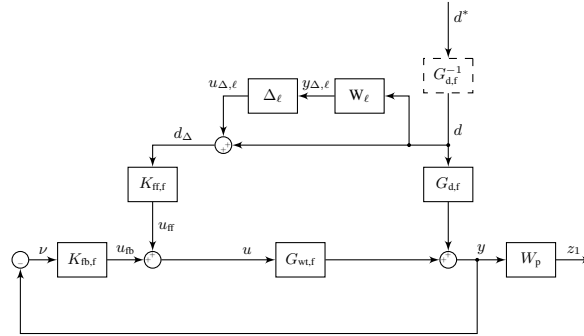 d*
G_{d,f}^{-1}
u_{Δ,ℓ} y_{Δ,ℓ}
Δ_ℓ W_ℓ
d_Δ + + d
K_{ff,f} G_{d,f}
u_{ff}
ν u_{fb} u y z_1
- K_{fb,f} + + G_{wt,f} + + W_p